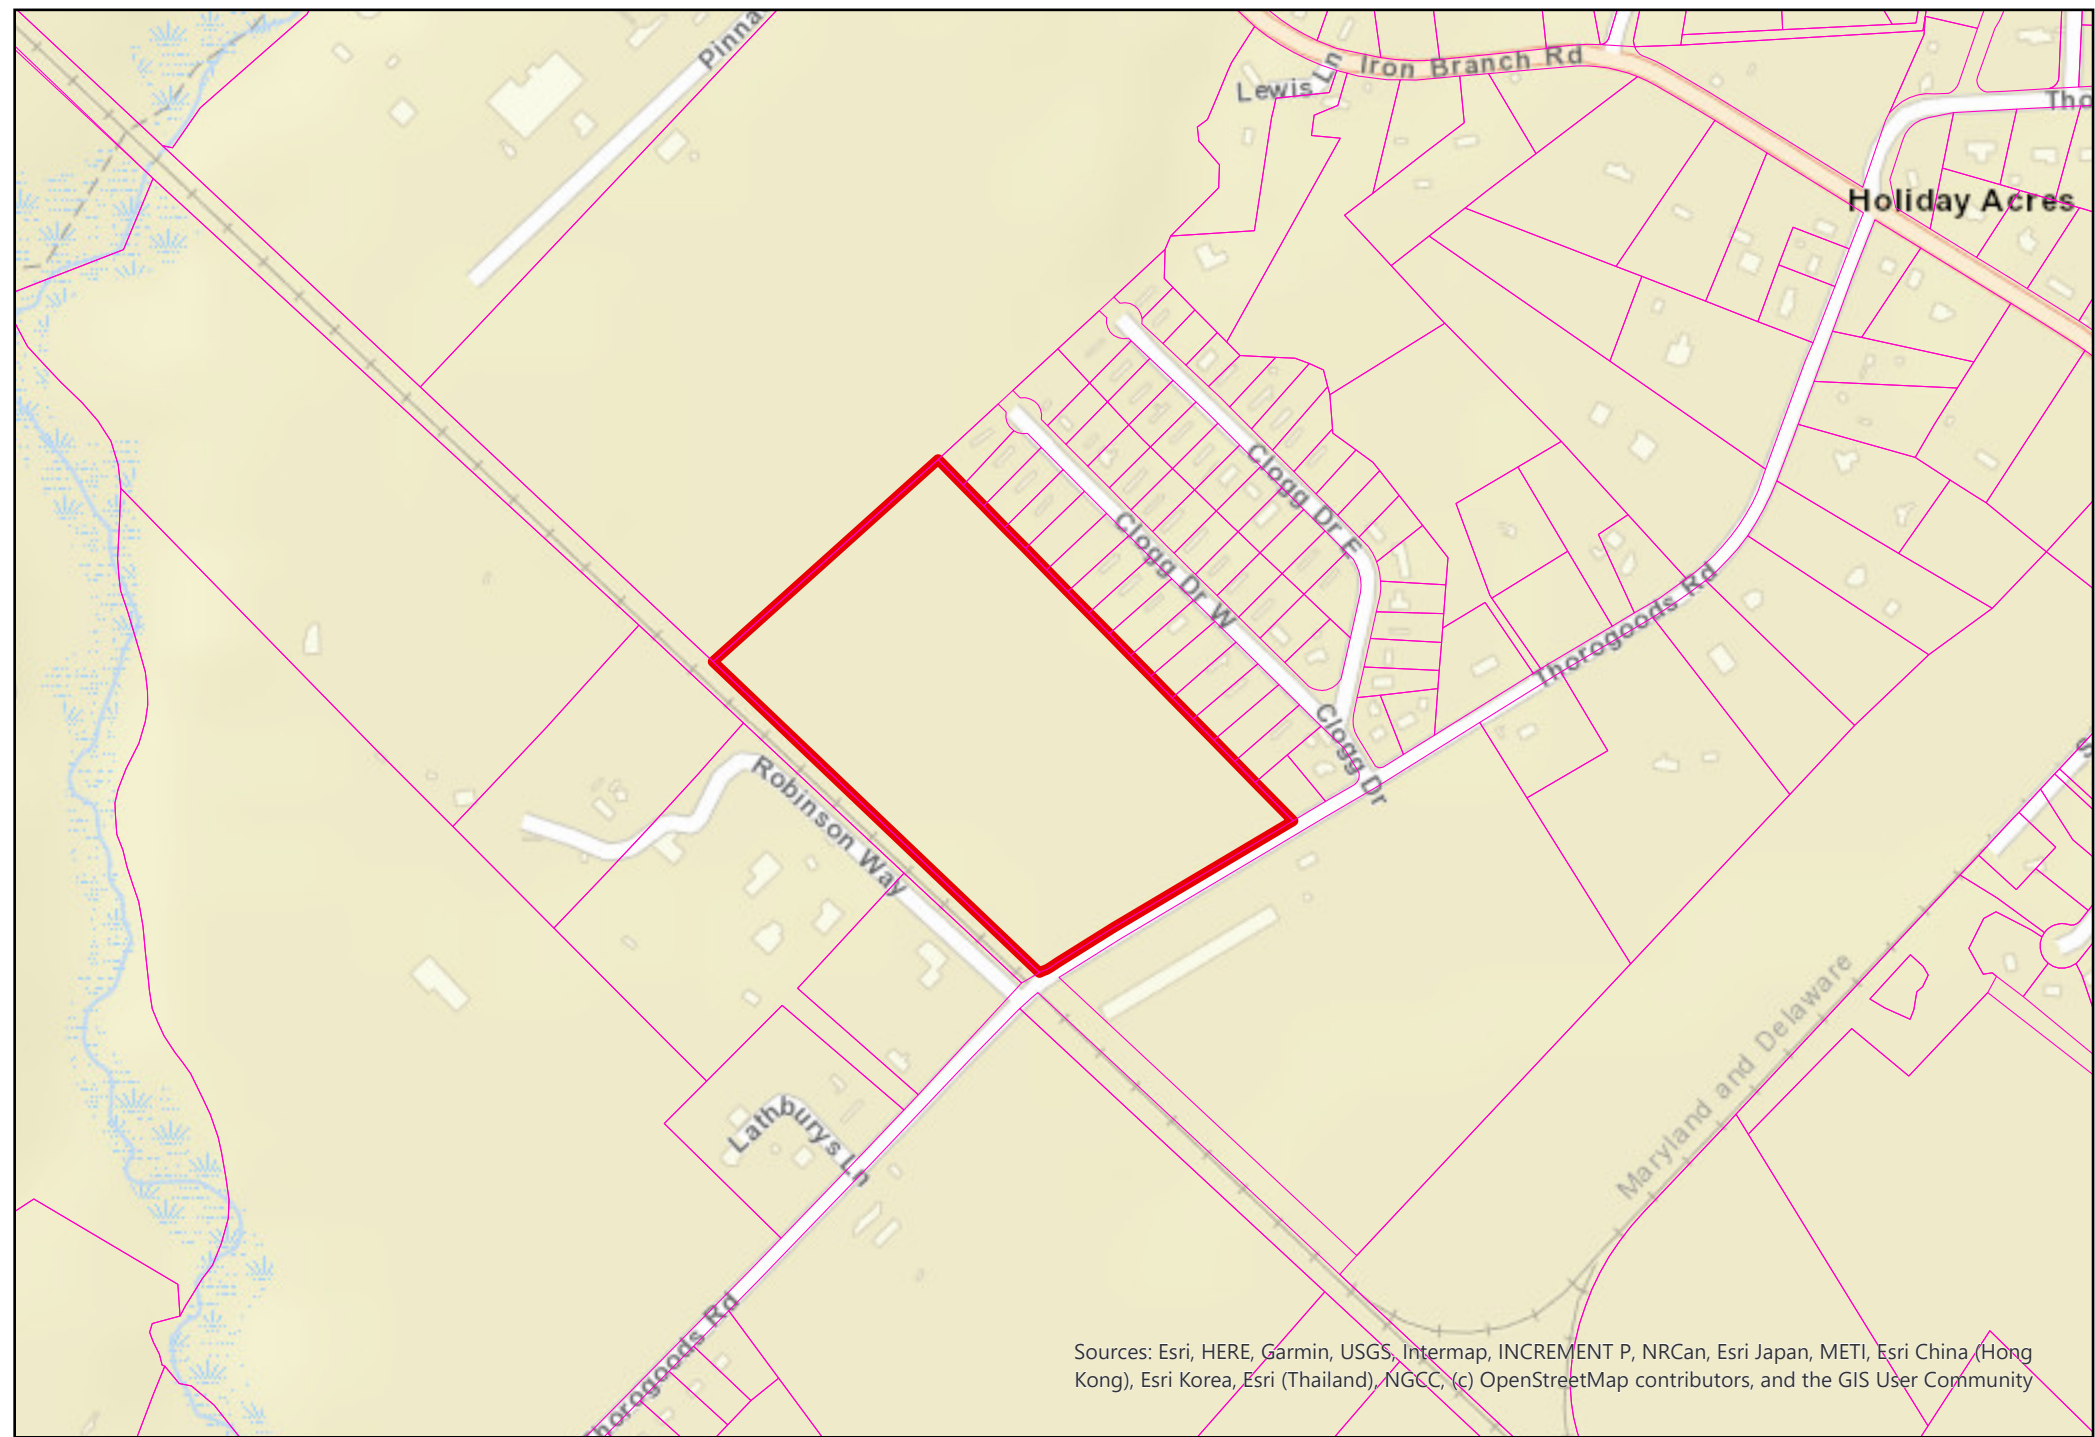 Pinna
Iron Branch Rd
Lewis Ln
Tho
Holiday Acres
Clogg Dr E
Clogg Dr W
Thorogoods Rd
Clogg Dr
Robinson Way
Maryland and Delaware
Lathburys Ln
Thorogoods Rd
Sources: Esri, HERE, Garmin, USGS, Intermap, INCREMENT P, NRCan, Esri Japan, METI, Esri China (Hong
Kong), Esri Korea, Esri (Thailand), NGCC, (c) OpenStreetMap contributors, and the GIS User Community